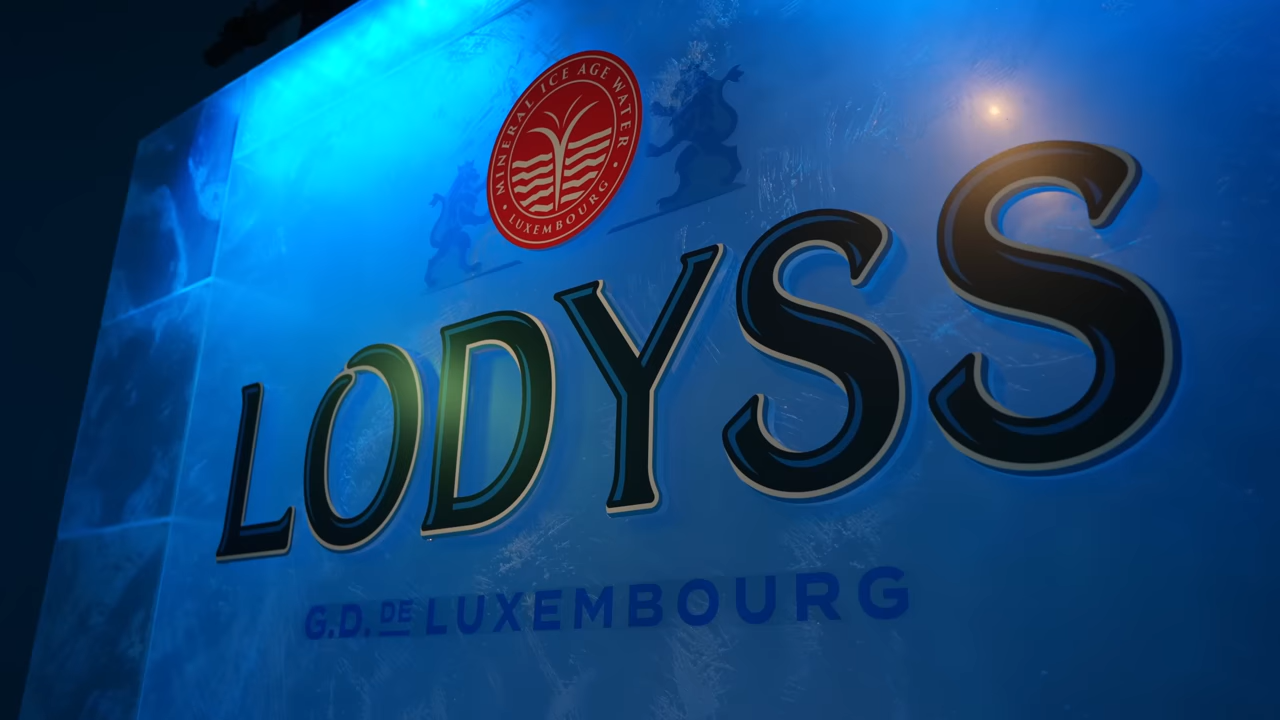 MINERAL ICE AGE WATER
• LUXEMBOURG •
LODYSS
G.D. DE LUXEMBOURG